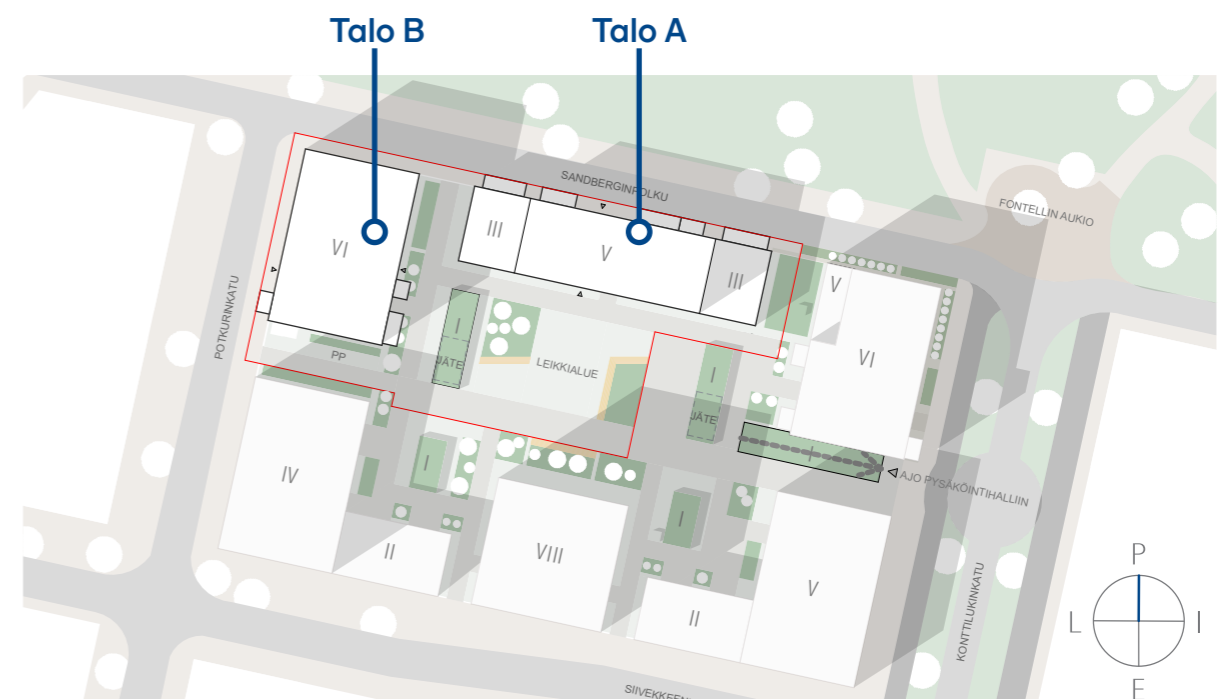 Talo B
Talo A
SANDBERGINPOLKU
FONTELLIN AUKIO
VI
III
V
III
V
VI
POTKURINKATU
PP
I
JÄTE
LEIKKIALUE
I
JÄTE
I
AJO PYSÄKÖINTIHALLIIN
IV
I
II
VIII
I
II
V
KONTTILUKINKATU
P
L
I
E